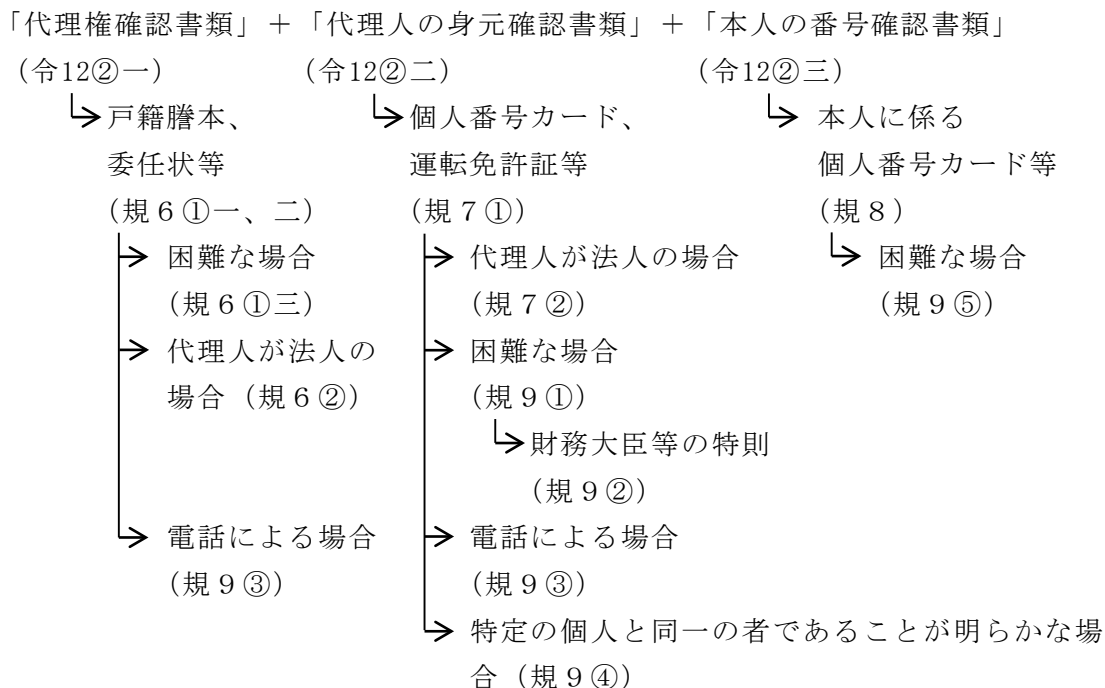 「代理権確認書類」＋「代理人の身元確認書類」＋「本人の番号確認書類」
（令12②一）　（令12②二）　（令12②三）
戸籍謄本、　個人番号カード、　本人に係る
委任状等　運転免許証等　個人番号カード等
（規６①一、二）　（規７①）　（規８）
困難な場合　代理人が法人の場合　困難な場合
（規６①三）　（規７②）　（規９⑤）
代理人が法人の　困難な場合
場合（規６②）　（規９①）
財務大臣等の特則
（規９②）
電話による場合　電話による場合
（規９③）　（規９③）
特定の個人と同一の者であることが明らかな場
合（規９④）